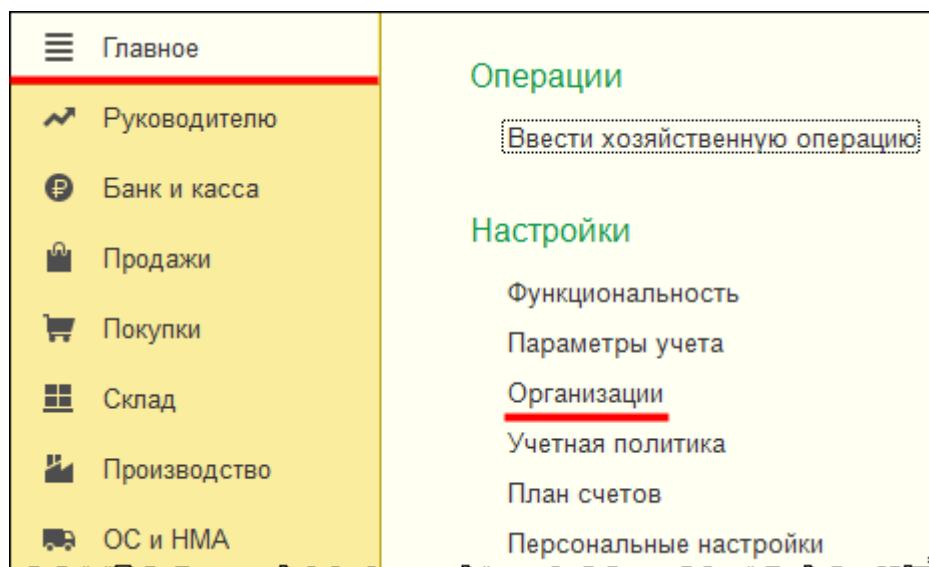 Главное
Руководителю
Банк и касса
Продажи
Покупки
Склад
Производство
ОС и НМА
Операции
Ввести хозяйственную операцию
Настройки
Функциональность
Параметры учета
Организации
Учетная политика
План счетов
Персональные настройки